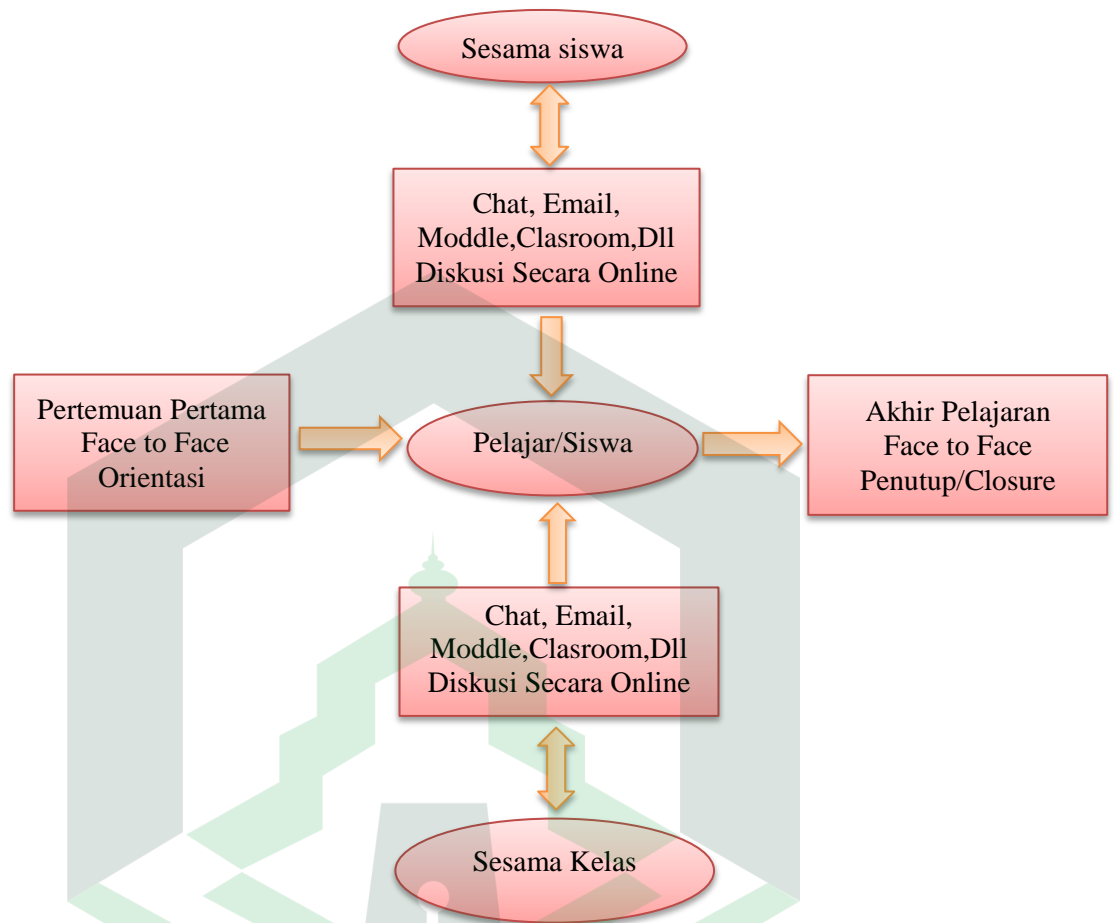 Sesama siswa
Chat, Email,
Moddle,Clasroom,Dll
Diskusi Secara Online
Pertemuan Pertama
Face to Face
Orientasi
Pelajar/Siswa
Akhir Pelajaran
Face to Face
Penutup/Closure
Chat, Email,
Moddle,Clasroom,Dll
Diskusi Secara Online
Sesama Kelas